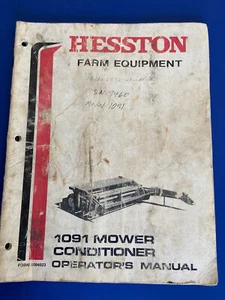 HESSTON
FARM EQUIPMENT
1091 MOWER
CONDITIONER
OPERATOR'S MANUAL